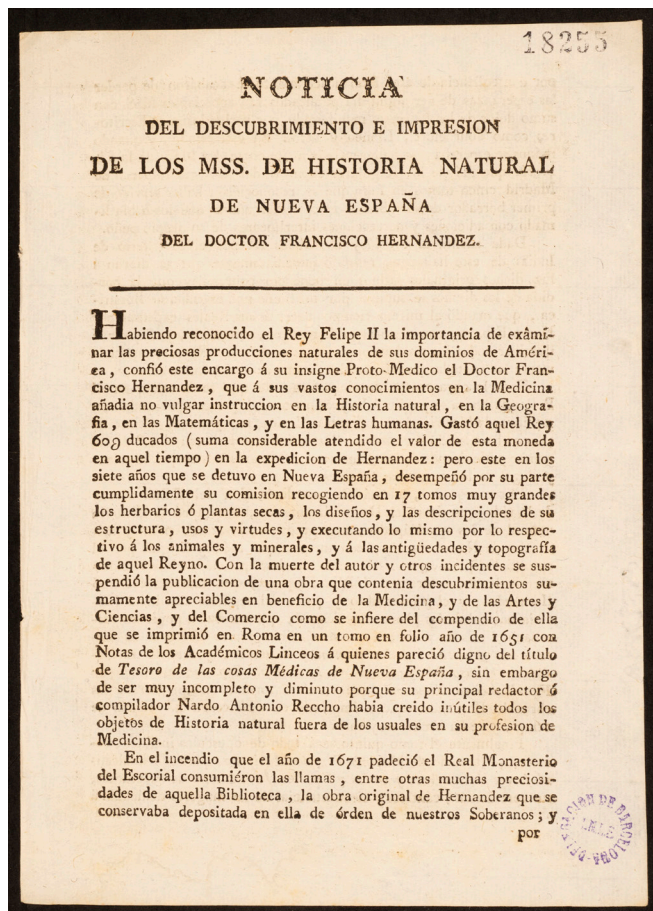 18255
NOTICIA
DEL DESCUBRIMIENTO E IMPRESION
DE LOS MSS. DE HISTORIA NATURAL
DE NUEVA ESPAÑA
DEL DOCTOR FRANCISCO HERNANDEZ.
Habiendo reconocido el Rey Felipe II la importancia de exâmi-
nar las preciosas producciones naturales de sus dominios de Améri-
ca, confió este encargo á su insigne Proto-Medico el Doctor Fran-
cisco Hernandez, que á sus vastos conocimientos en la Medicina
añadia no vulgar instruccion en la Historia natural, en la Geogra-
fia, en las Matemáticas, y en las Letras humanas. Gastó aquel Rey
60[?] ducados (suma considerable atendido el valor de esta moneda
en aquel tiempo) en la expedicion de Hernandez: pero este en los
siete años que se detuvo en Nueva España, desempeñó por su parte
cumplidamente su comision recogiendo en 17 tomos muy grandes
los herbarios ó plantas secas, los diseños, y las descripciones de su
estructura, usos y virtudes, y executando lo mismo por lo respec-
tivo á los animales y minerales, y á las antigüedades y topografía
de aquel Reyno. Con la muerte del autor y otros incidentes se sus-
pendió la publicacion de una obra que contenia descubrimientos su-
mamente apreciables en beneficio de la Medicina, y de las Artes y
Ciencias, y del Comercio como se infiere del compendio de ella
que se imprimió en Roma en un tomo en folio año de 1651 con
Notas de los Académicos Linceos á quienes pareció digno del título
de Tesoro de las cosas Médicas de Nueva España, sin embargo
de ser muy incompleto y diminuto porque su principal redactor ó
compilador Nardo Antonio Reccho habia creido inútiles todos los
objetos de Historia natural fuera de los usuales en su profesion de
Medicina.
En el incendio que el año de 1671 padeció el Real Monasterio
del Escorial consumiéron las llamas, entre otras muchas preciosi-
dades de aquella Biblioteca, la obra original de Hernandez que se
conservaba depositada en ella de órden de nuestros Soberanos; y
por
DELEGACION DE BARCELONA